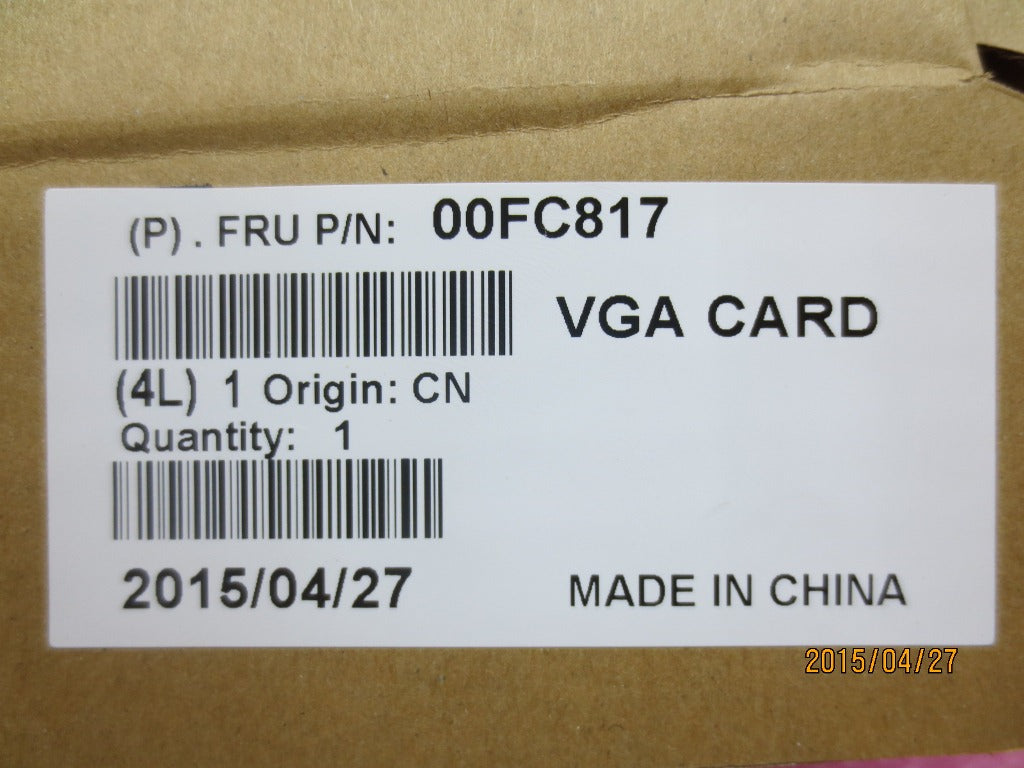 (P) . FRU P/N: 00FC817
VGA CARD
(4L) 1 Origin: CN
Quantity: 1
2015/04/27
MADE IN CHINA
2015/04/27